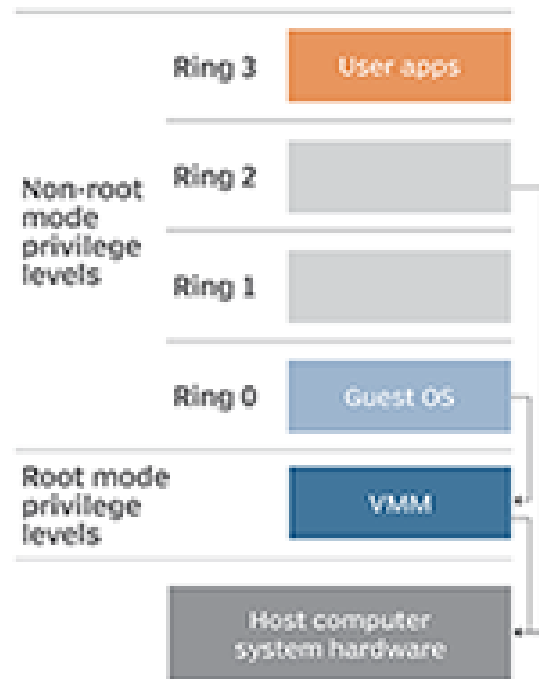 Ring 3
User apps
Non-root
mode
privilege
levels
Ring 2
Ring 1
Ring 0
Guest OS
Root mode
privilege
levels
VMM
Host computer
system hardware